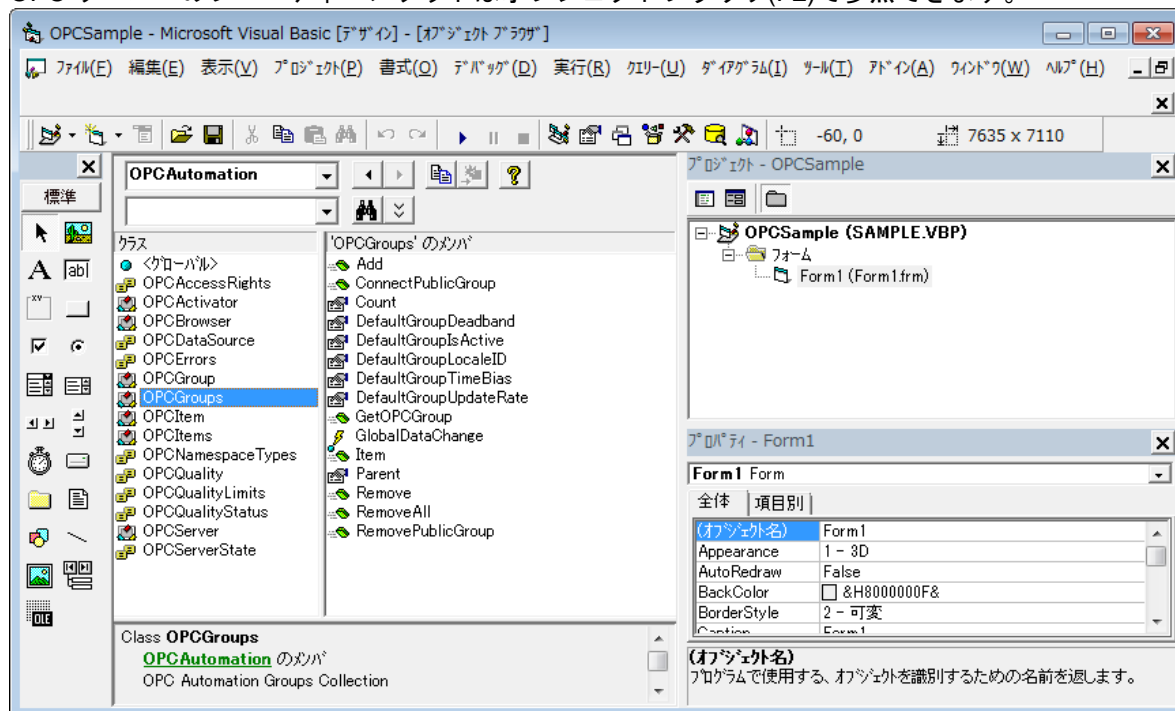 OPCSample - Microsoft Visual Basic [ﾃﾞｻﾞｲﾝ] - [ｵﾌﾞｼﾞｪｸﾄ ﾌﾞﾗｳｻﾞ]
ﾌｧｲﾙ(F) 編集(E) 表示(V) ﾌﾟﾛｼﾞｪｸﾄ(P) 書式(O) ﾃﾞﾊﾞｯｸﾞ(D) 実行(R) ｸｴﾘｰ(U) ﾀﾞｲｱｸﾞﾗﾑ(I) ﾂｰﾙ(T) ｱﾄﾞｲﾝ(A) ｳｨﾝﾄﾞｳ(W) ﾍﾙﾌﾟ(H)
-60, 0 7635 x 7110
標準
A ab|
xv
OLE
OPCAutomation
ｸﾗｽ
<ｸﾞﾛｰﾊﾞﾙ>
OPCAccessRights
OPCActivator
OPCBrowser
OPCDataSource
OPCErrors
OPCGroup
OPCGroups
OPCItem
OPCItems
OPCNamespaceTypes
OPCQuality
OPCQualityLimits
OPCQualityStatus
OPCServer
OPCServerState
'OPCGroups' のﾒﾝﾊﾞ
Add
ConnectPublicGroup
Count
DefaultGroupDeadband
DefaultGroupIsActive
DefaultGroupLocaleID
DefaultGroupTimeBias
DefaultGroupUpdateRate
GetOPCGroup
GlobalDataChange
Item
Parent
Remove
RemoveAll
RemovePublicGroup
Class OPCGroups
OPCAutomation のﾒﾝﾊﾞ
OPC Automation Groups Collection
ﾌﾟﾛｼﾞｪｸﾄ - OPCSample
OPCSample (SAMPLE.VBP)
ﾌｫｰﾑ
Form1 (Form1.frm)
ﾌﾟﾛﾊﾟﾃｨ - Form1
Form1 Form
全体 項目別
(ｵﾌﾞｼﾞｪｸﾄ名) Form1
Appearance 1 - 3D
AutoRedraw False
BackColor &H8000000F&
BorderStyle 2 - 可変
Caption Form1
(ｵﾌﾞｼﾞｪｸﾄ名)
ﾌﾟﾛｸﾞﾗﾑで使用する、ｵﾌﾞｼﾞｪｸﾄを識別するための名前を返します。